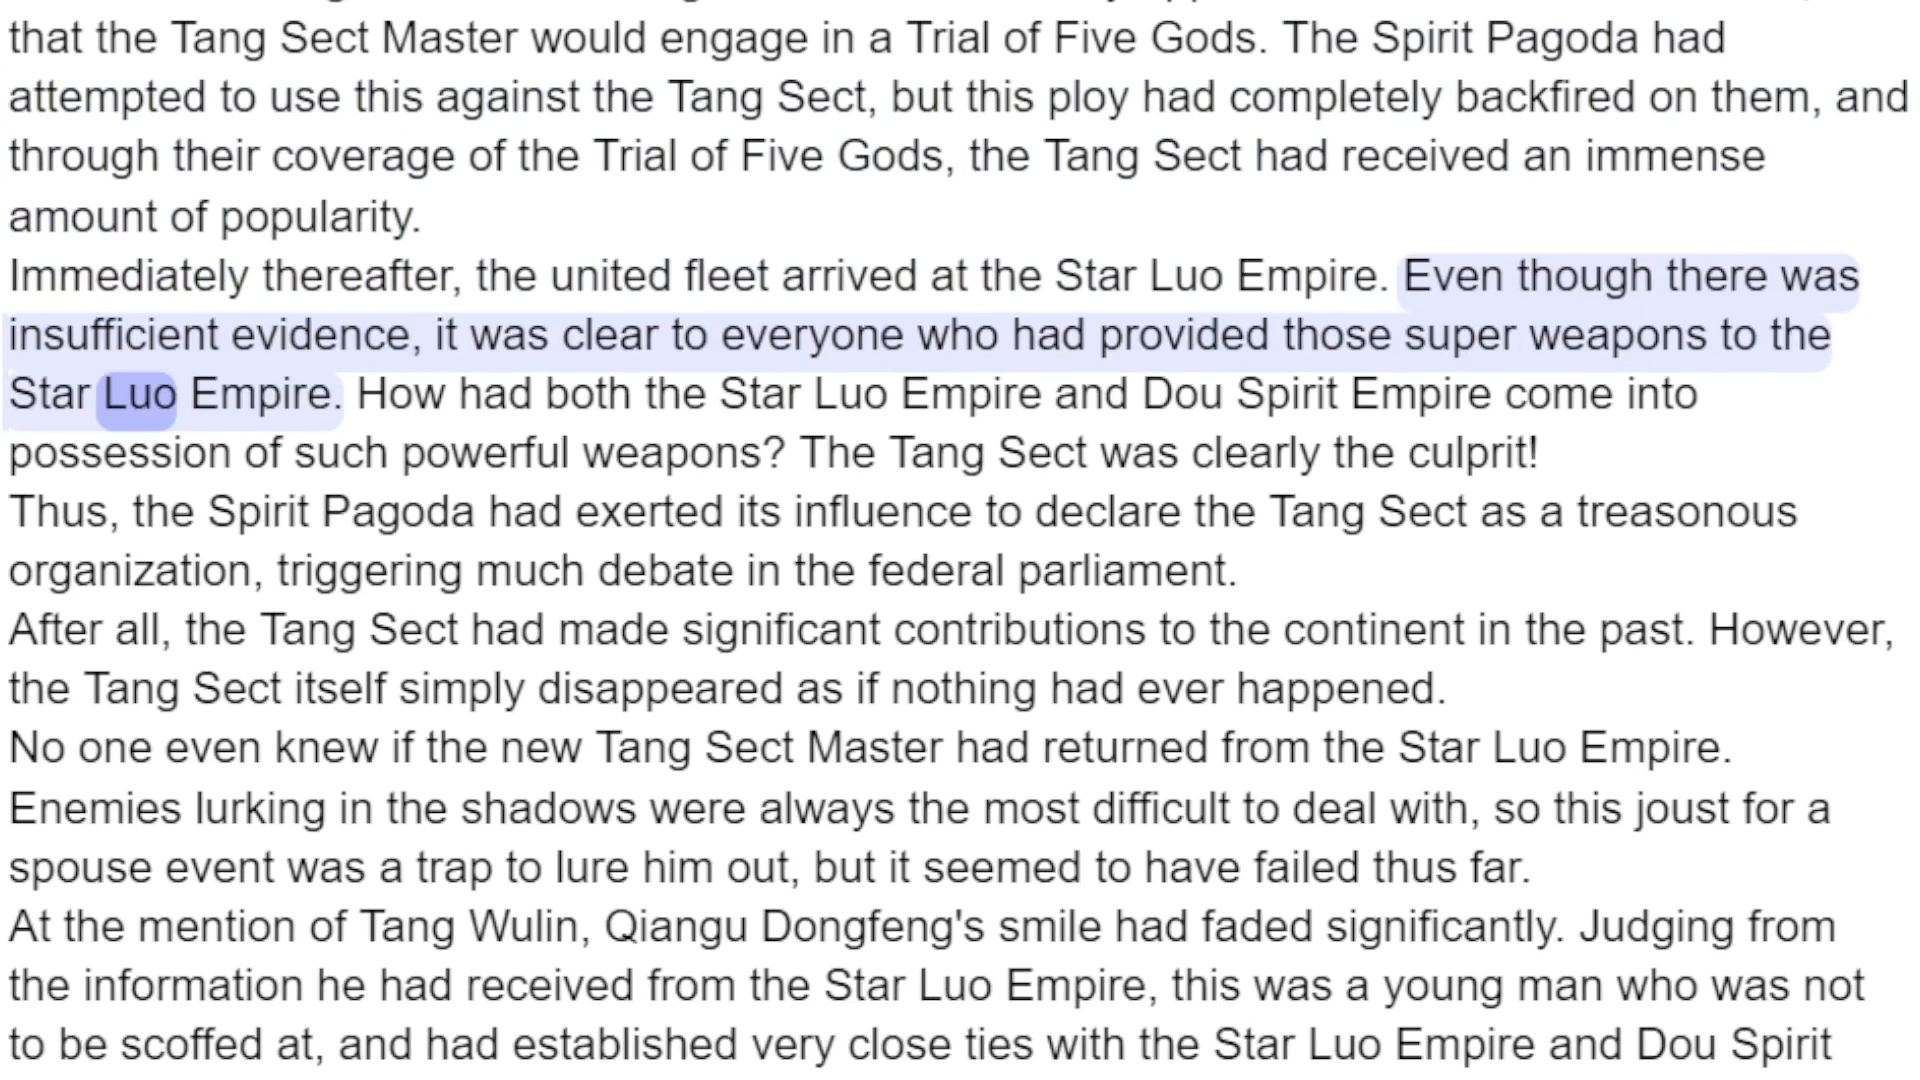 that the Tang Sect Master would engage in a Trial of Five Gods. The Spirit Pagoda had
attempted to use this against the Tang Sect, but this ploy had completely backfired on them, and
through their coverage of the Trial of Five Gods, the Tang Sect had received an immense
amount of popularity.
Immediately thereafter, the united fleet arrived at the Star Luo Empire. Even though there was
insufficient evidence, it was clear to everyone who had provided those super weapons to the
Star Luo Empire. How had both the Star Luo Empire and Dou Spirit Empire come into
possession of such powerful weapons? The Tang Sect was clearly the culprit!
Thus, the Spirit Pagoda had exerted its influence to declare the Tang Sect as a treasonous
organization, triggering much debate in the federal parliament.
After all, the Tang Sect had made significant contributions to the continent in the past. However,
the Tang Sect itself simply disappeared as if nothing had ever happened.
No one even knew if the new Tang Sect Master had returned from the Star Luo Empire.
Enemies lurking in the shadows were always the most difficult to deal with, so this joust for a
spouse event was a trap to lure him out, but it seemed to have failed thus far.
At the mention of Tang Wulin, Qiangu Dongfeng's smile had faded significantly. Judging from
the information he had received from the Star Luo Empire, this was a young man who was not
to be scoffed at, and had established very close ties with the Star Luo Empire and Dou Spirit